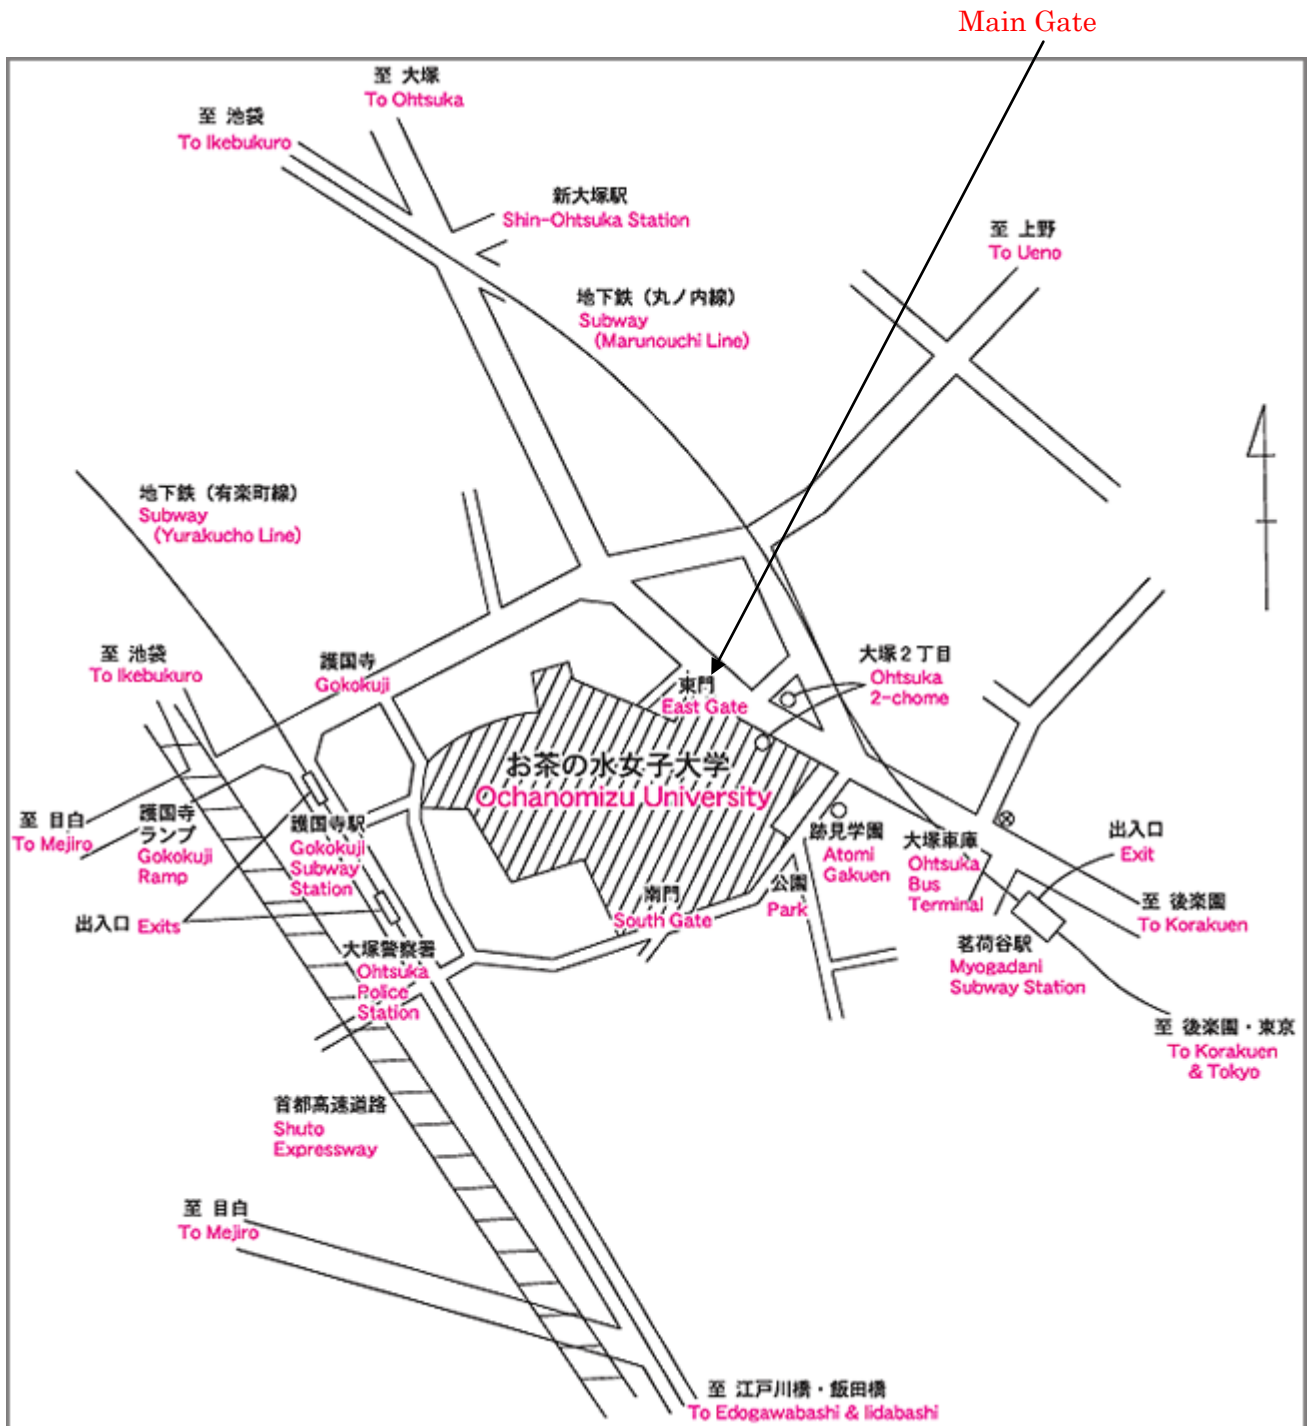 Main Gate
至 大塚
To Ohtsuka
至 池袋
To Ikebukuro
新大塚駅
Shin-Ohtsuka Station
至 上野
To Ueno
地下鉄（丸ノ内線）
Subway
(Marunouchi Line)
地下鉄（有楽町線）
Subway
(Yurakucho Line)
至 池袋
To Ikebukuro
護国寺
Gokokuji
東門
East Gate
大塚２丁目
Ohtsuka
2-chome
お茶の水女子大学
Ochanomizu University
至 目白
To Mejiro
護国寺
ランプ
Gokokuji
Ramp
護国寺駅
Gokokuji
Subway
Station
跡見学園
Atomi
Gakuen
大塚車庫
Ohtsuka
Bus
Terminal
出入口
Exit
公園
Park
南門
South Gate
至 後楽園
To Korakuen
出入口 Exits
大塚警察署
Ohtsuka
Police
Station
茗荷谷駅
Myogadani
Subway Station
至 後楽園・東京
To Korakuen
& Tokyo
首都高速道路
Shuto
Expressway
至 目白
To Mejiro
至 江戸川橋・飯田橋
To Edogawabashi & Iidabashi